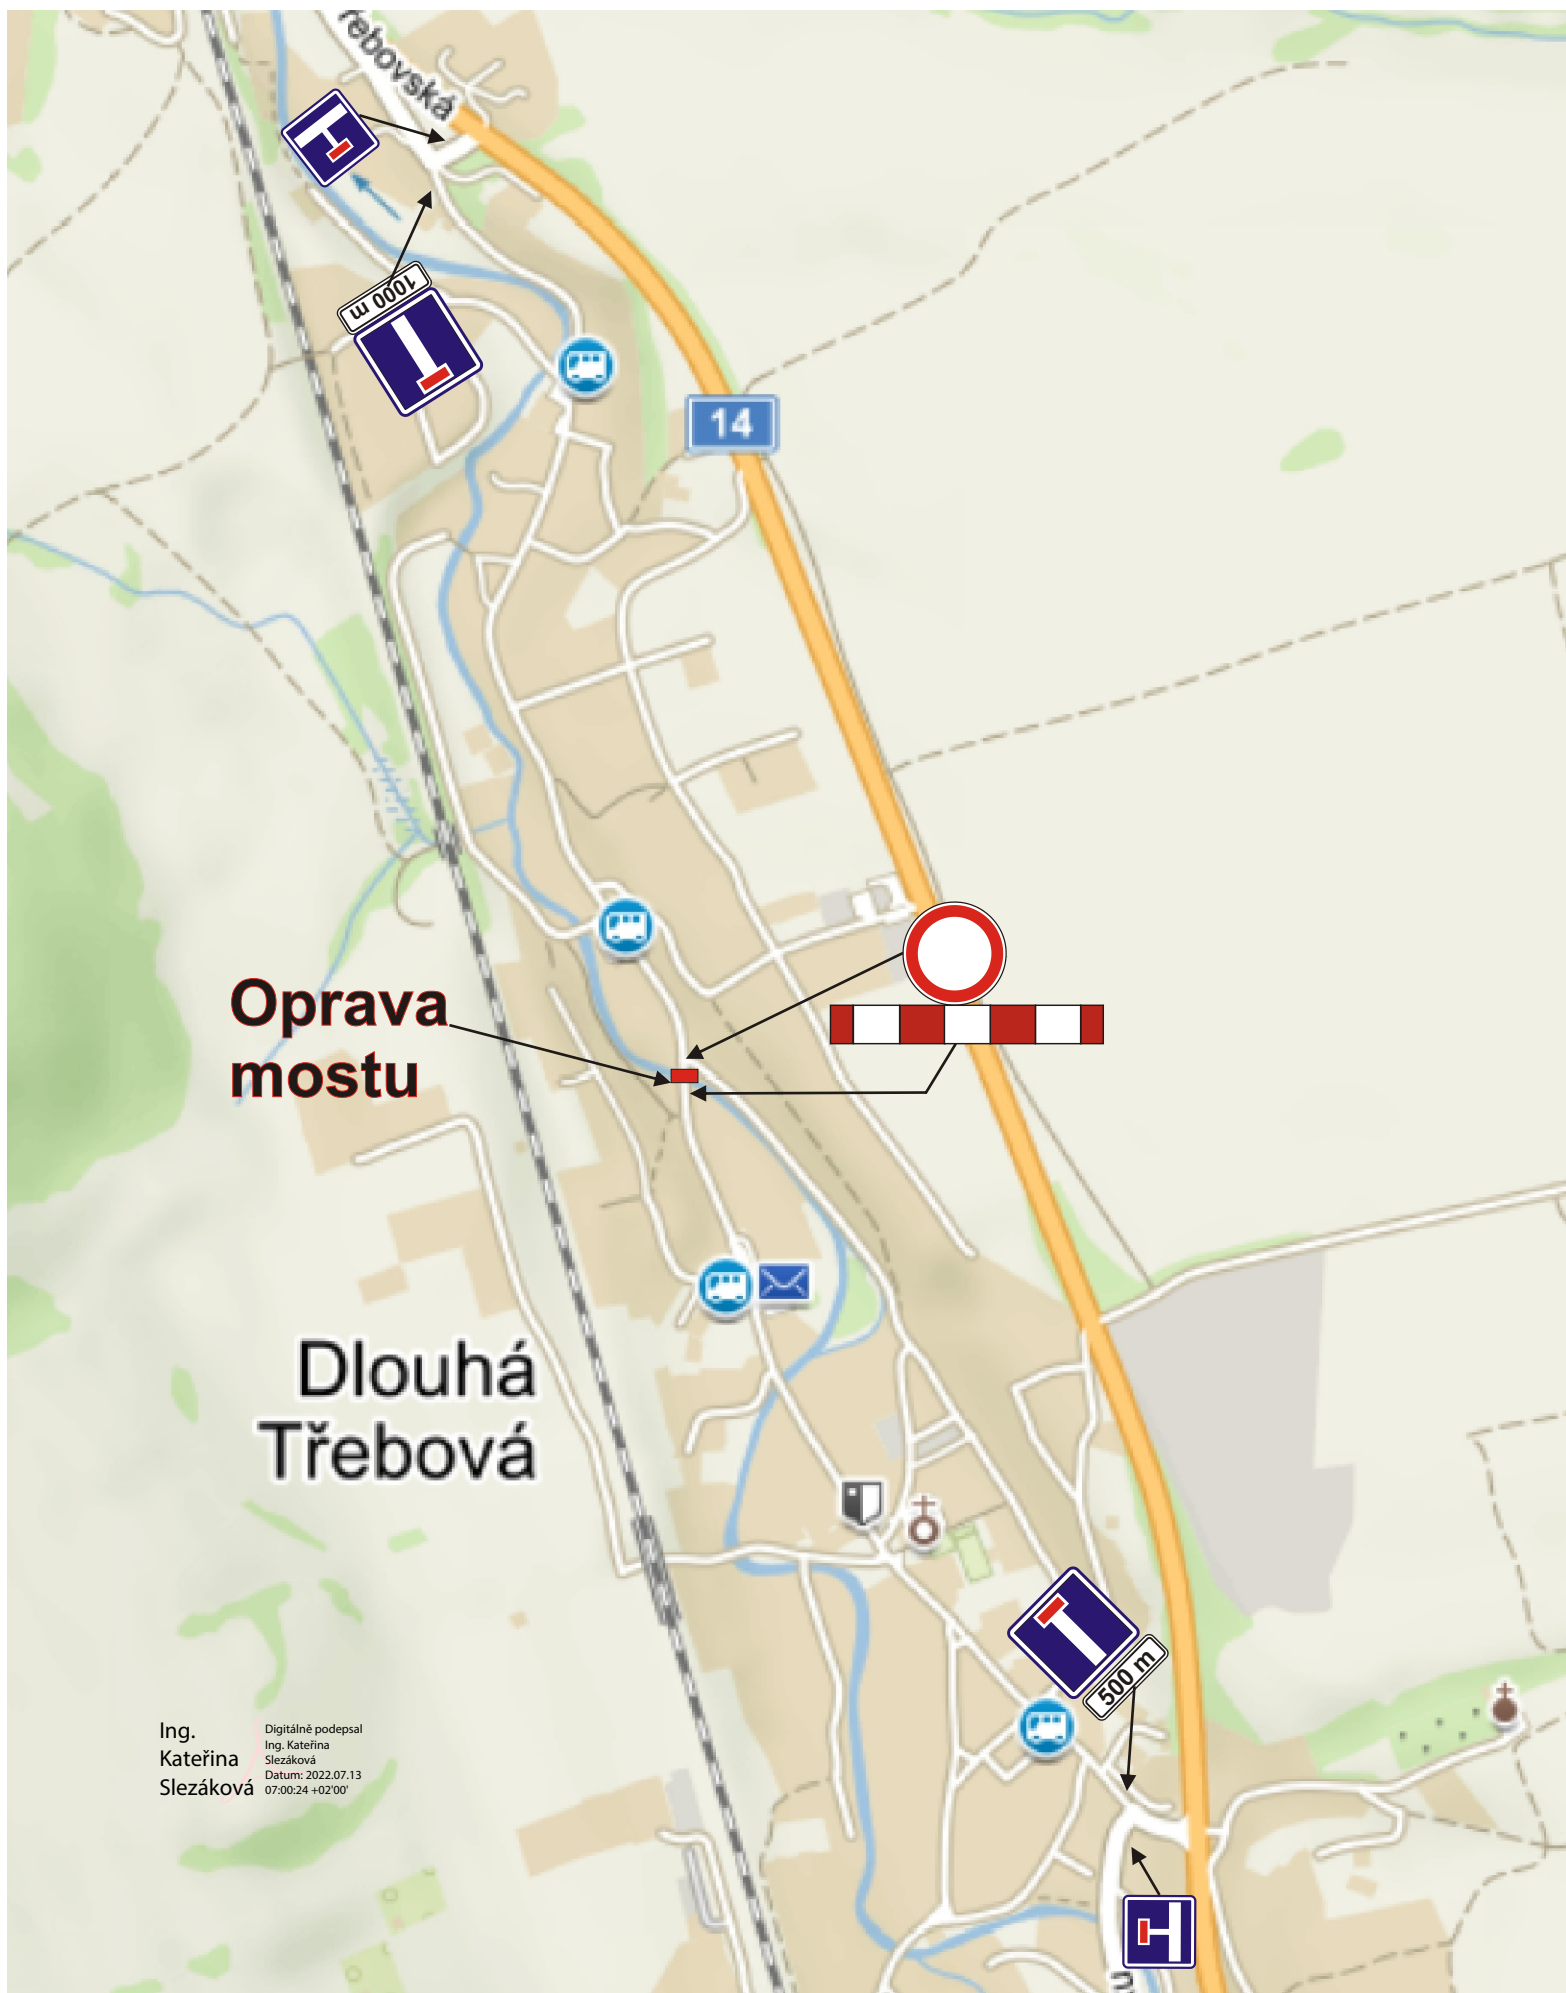 řebovská
1000 m
14
Oprava
mostu
Dlouhá
Třebová
500 m
Ing.
Kateřina
Slezáková
Digitálně podepsal
Ing. Kateřina
Slezáková
Datum: 2022.07.13
07:00:24 +02'00'